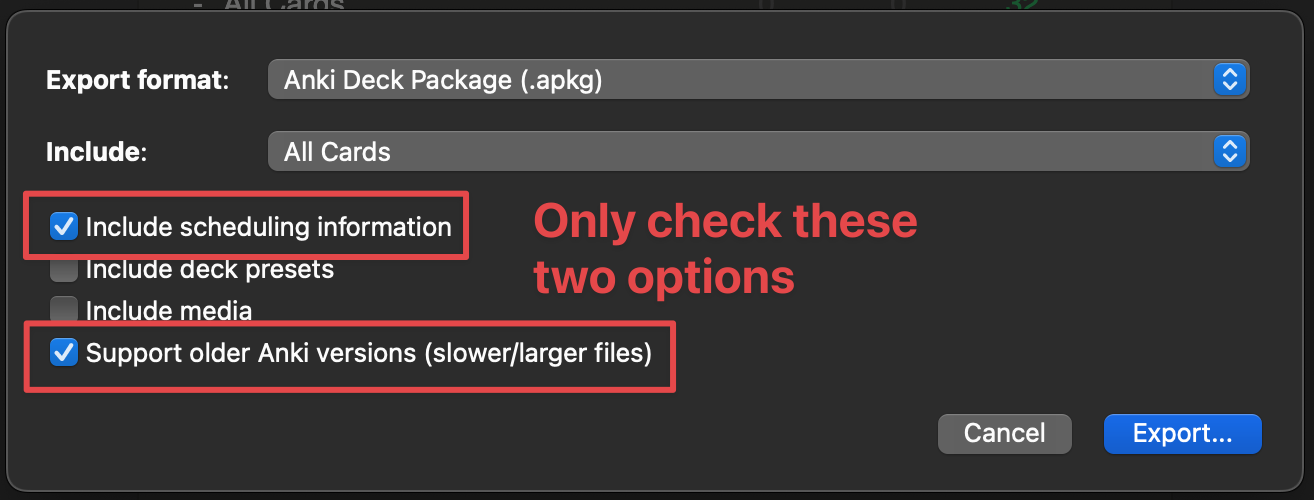 - All Cards
32
Export format:
Anki Deck Package (.apkg)
Include:
All Cards
Include scheduling information
Include deck presets
Include media
Support older Anki versions (slower/larger files)
Only check these
two options
Cancel
Export...